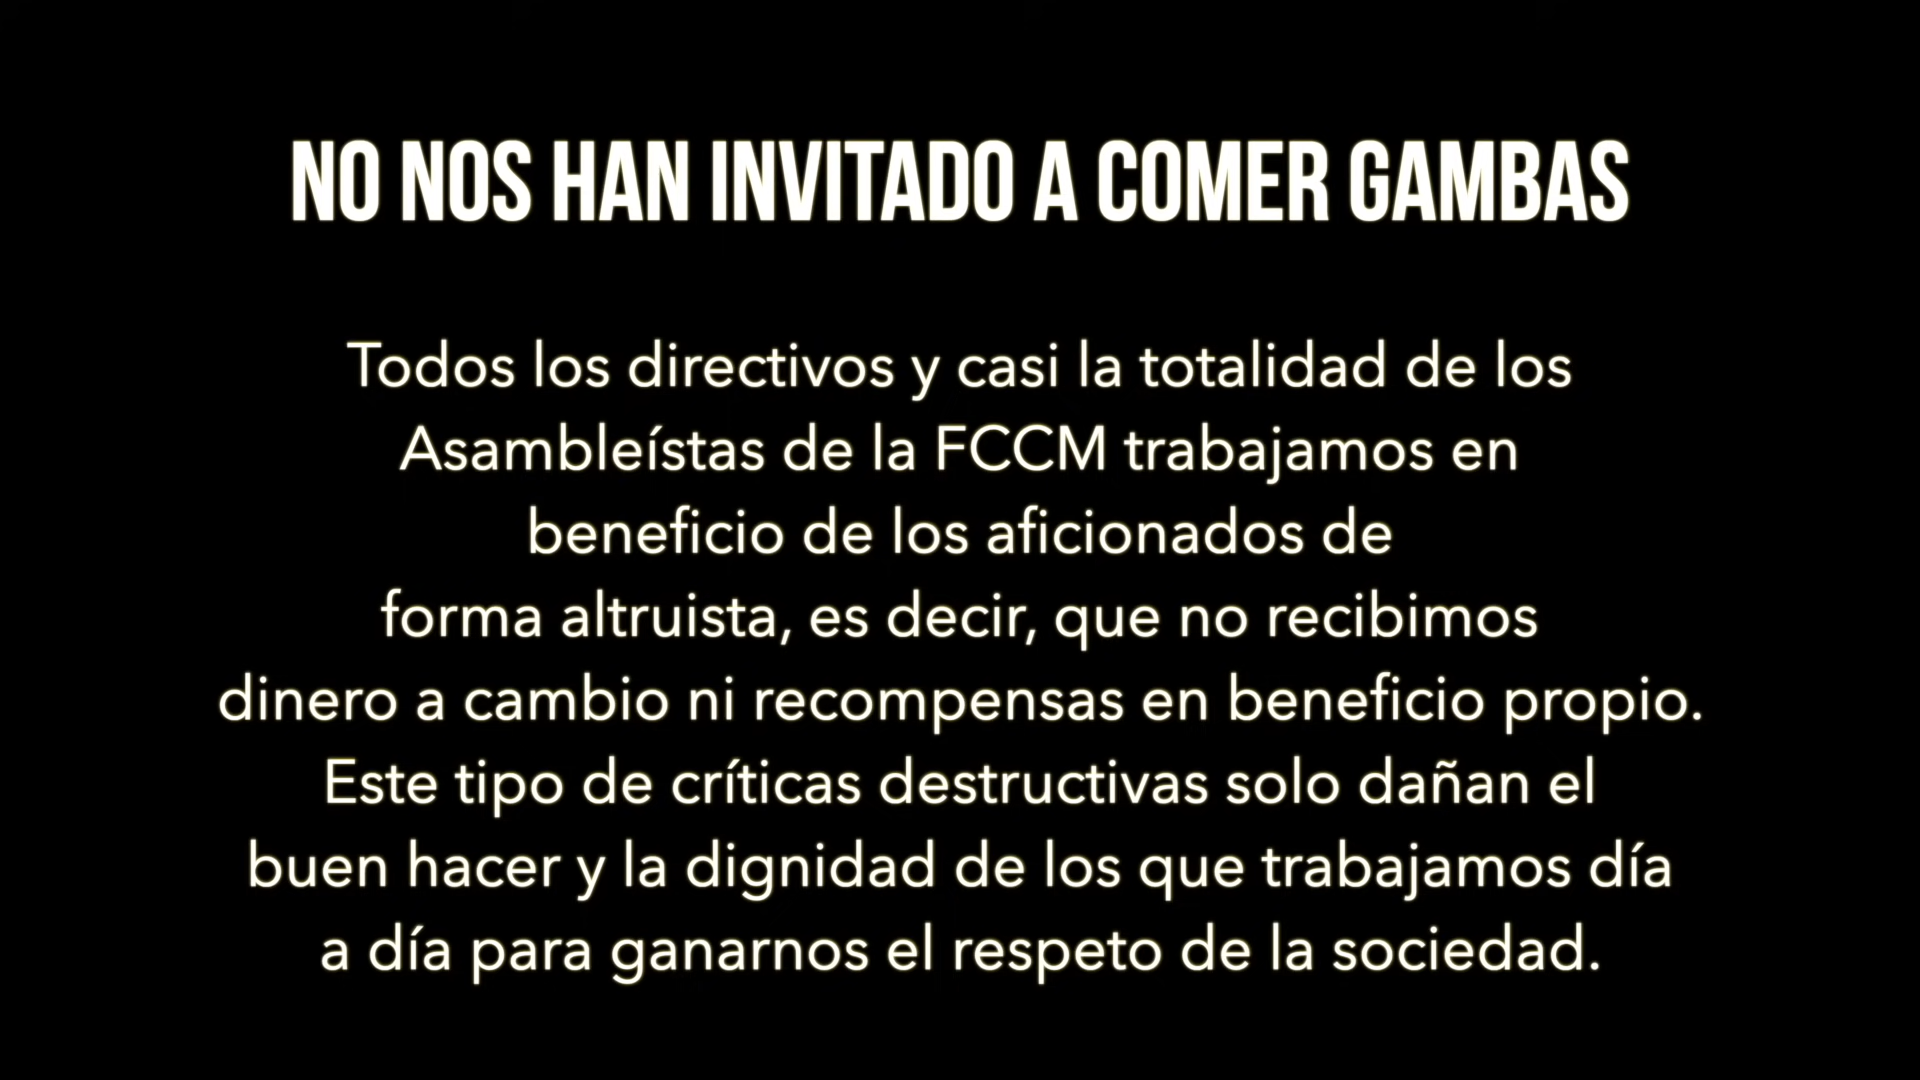 NO NOS HAN INVITADO A COMER GAMBAS
Todos los directivos y casi la totalidad de los
Asambleístas de la FCCM trabajamos en
beneficio de los aficionados de
forma altruista, es decir, que no recibimos
dinero a cambio ni recompensas en beneficio propio.
Este tipo de críticas destructivas solo dañan el
buen hacer y la dignidad de los que trabajamos día
a día para ganarnos el respeto de la sociedad.